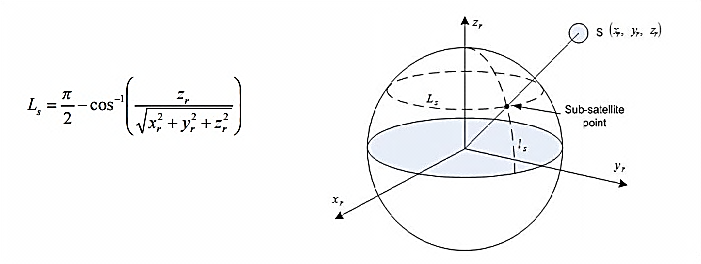 L_s = π/2 − cos⁻¹( z_r / √(x_r² + y_r² + z_r²) )
z_r
S (x_r, y_r, z_r)
L_s
Sub-satellite
point
l_s
y_r
x_r